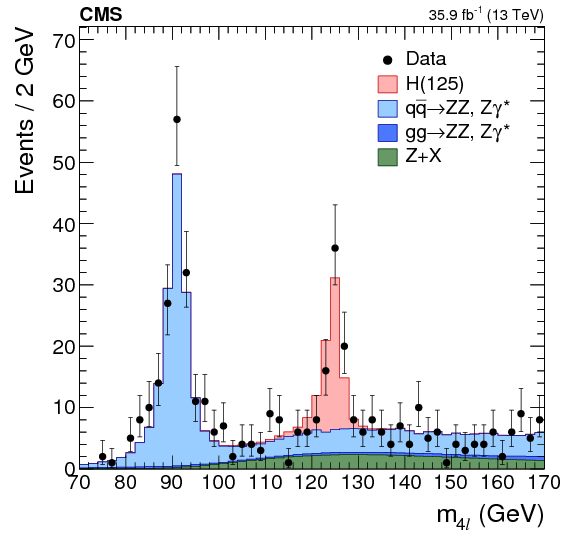 CMS
35.9 fb⁻¹ (13 TeV)
Events / 2 GeV
70
60
50
40
30
20
10
0
Data
H(125)
qq̅→ZZ, Zγ*
gg→ZZ, Zγ*
Z+X
70 80 90 100 110 120 130 140 150 160 170
m₄ₗ (GeV)